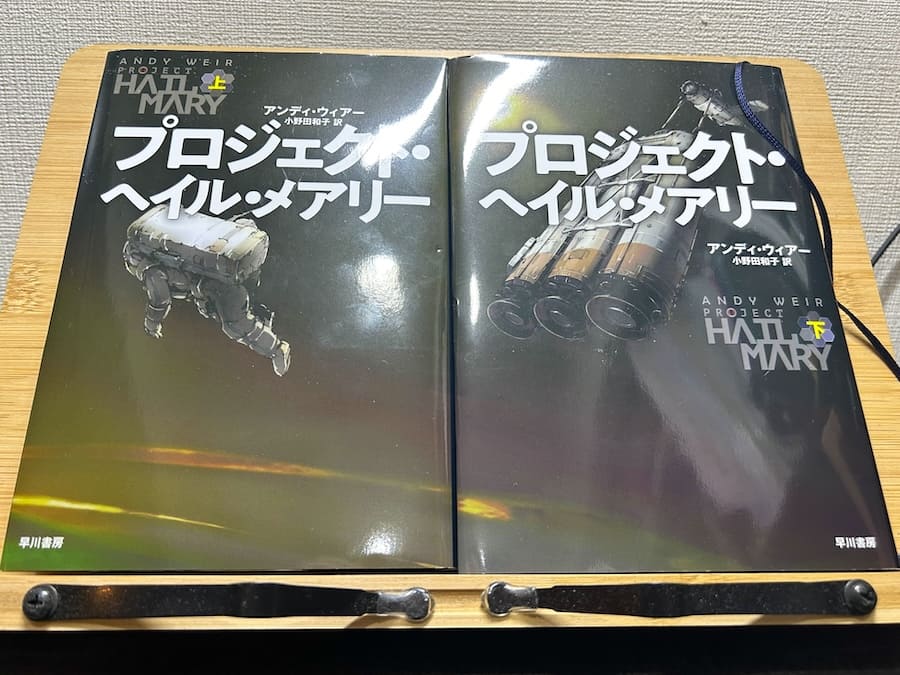 ANDY WEIR
PROJECT
HAIL
MARY
上
アンディ・ウィアー
小野田和子 訳
プロジェクト・
ヘイル・メアリー
早川書房
プロジェクト・
ヘイル・メアリー
アンディ・ウィアー
小野田和子 訳
ANDY WEIR
PROJECT
HAIL
MARY
下
早川書房